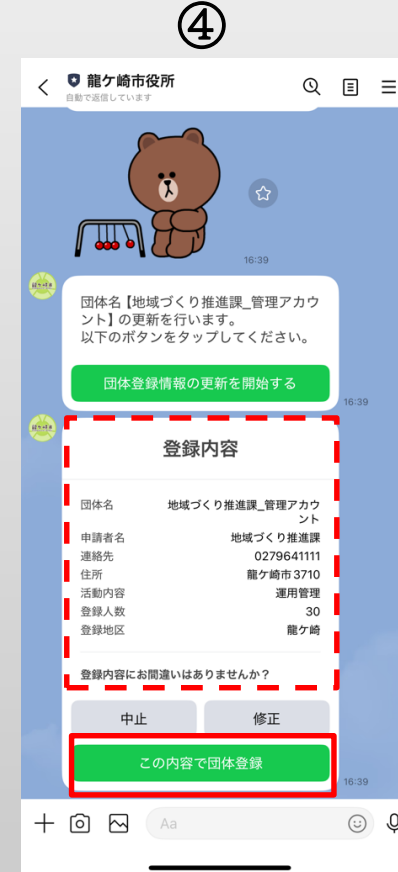 ④
龍ケ崎市役所
自動で返信しています
16:39
団体名【地域づくり推進課_管理アカウ
ント】の更新を行います。
以下のボタンをタップしてください。
団体登録情報の更新を開始する
16:39
登録内容
団体名 地域づくり推進課_管理アカウ
ント
申請者名 地域づくり推進課
連絡先 0279641111
住所 龍ケ崎市3710
活動内容 運用管理
登録人数 30
登録地区 龍ケ崎
登録内容にお間違いはありませんか？
中止 修正
この内容で団体登録
16:39
Aa